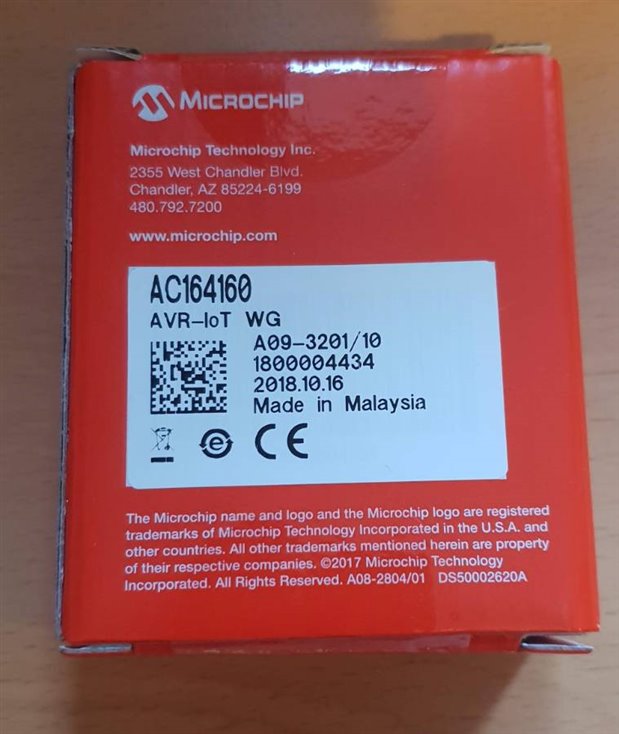 MICROCHIP
Microchip Technology Inc.
2355 West Chandler Blvd.
Chandler, AZ 85224-6199
480.792.7200
www.microchip.com
AC164160
AVR-IoT WG
A09-3201/10
1800004434
2018.10.16
Made in Malaysia
e
CE
The Microchip name and logo and the Microchip logo are registered
trademarks of Microchip Technology Incorporated in the U.S.A. and
other countries. All other trademarks mentioned herein are property
of their respective companies. ©2017 Microchip Technology
Incorporated. All Rights Reserved. A08-2804/01 DS50002620A